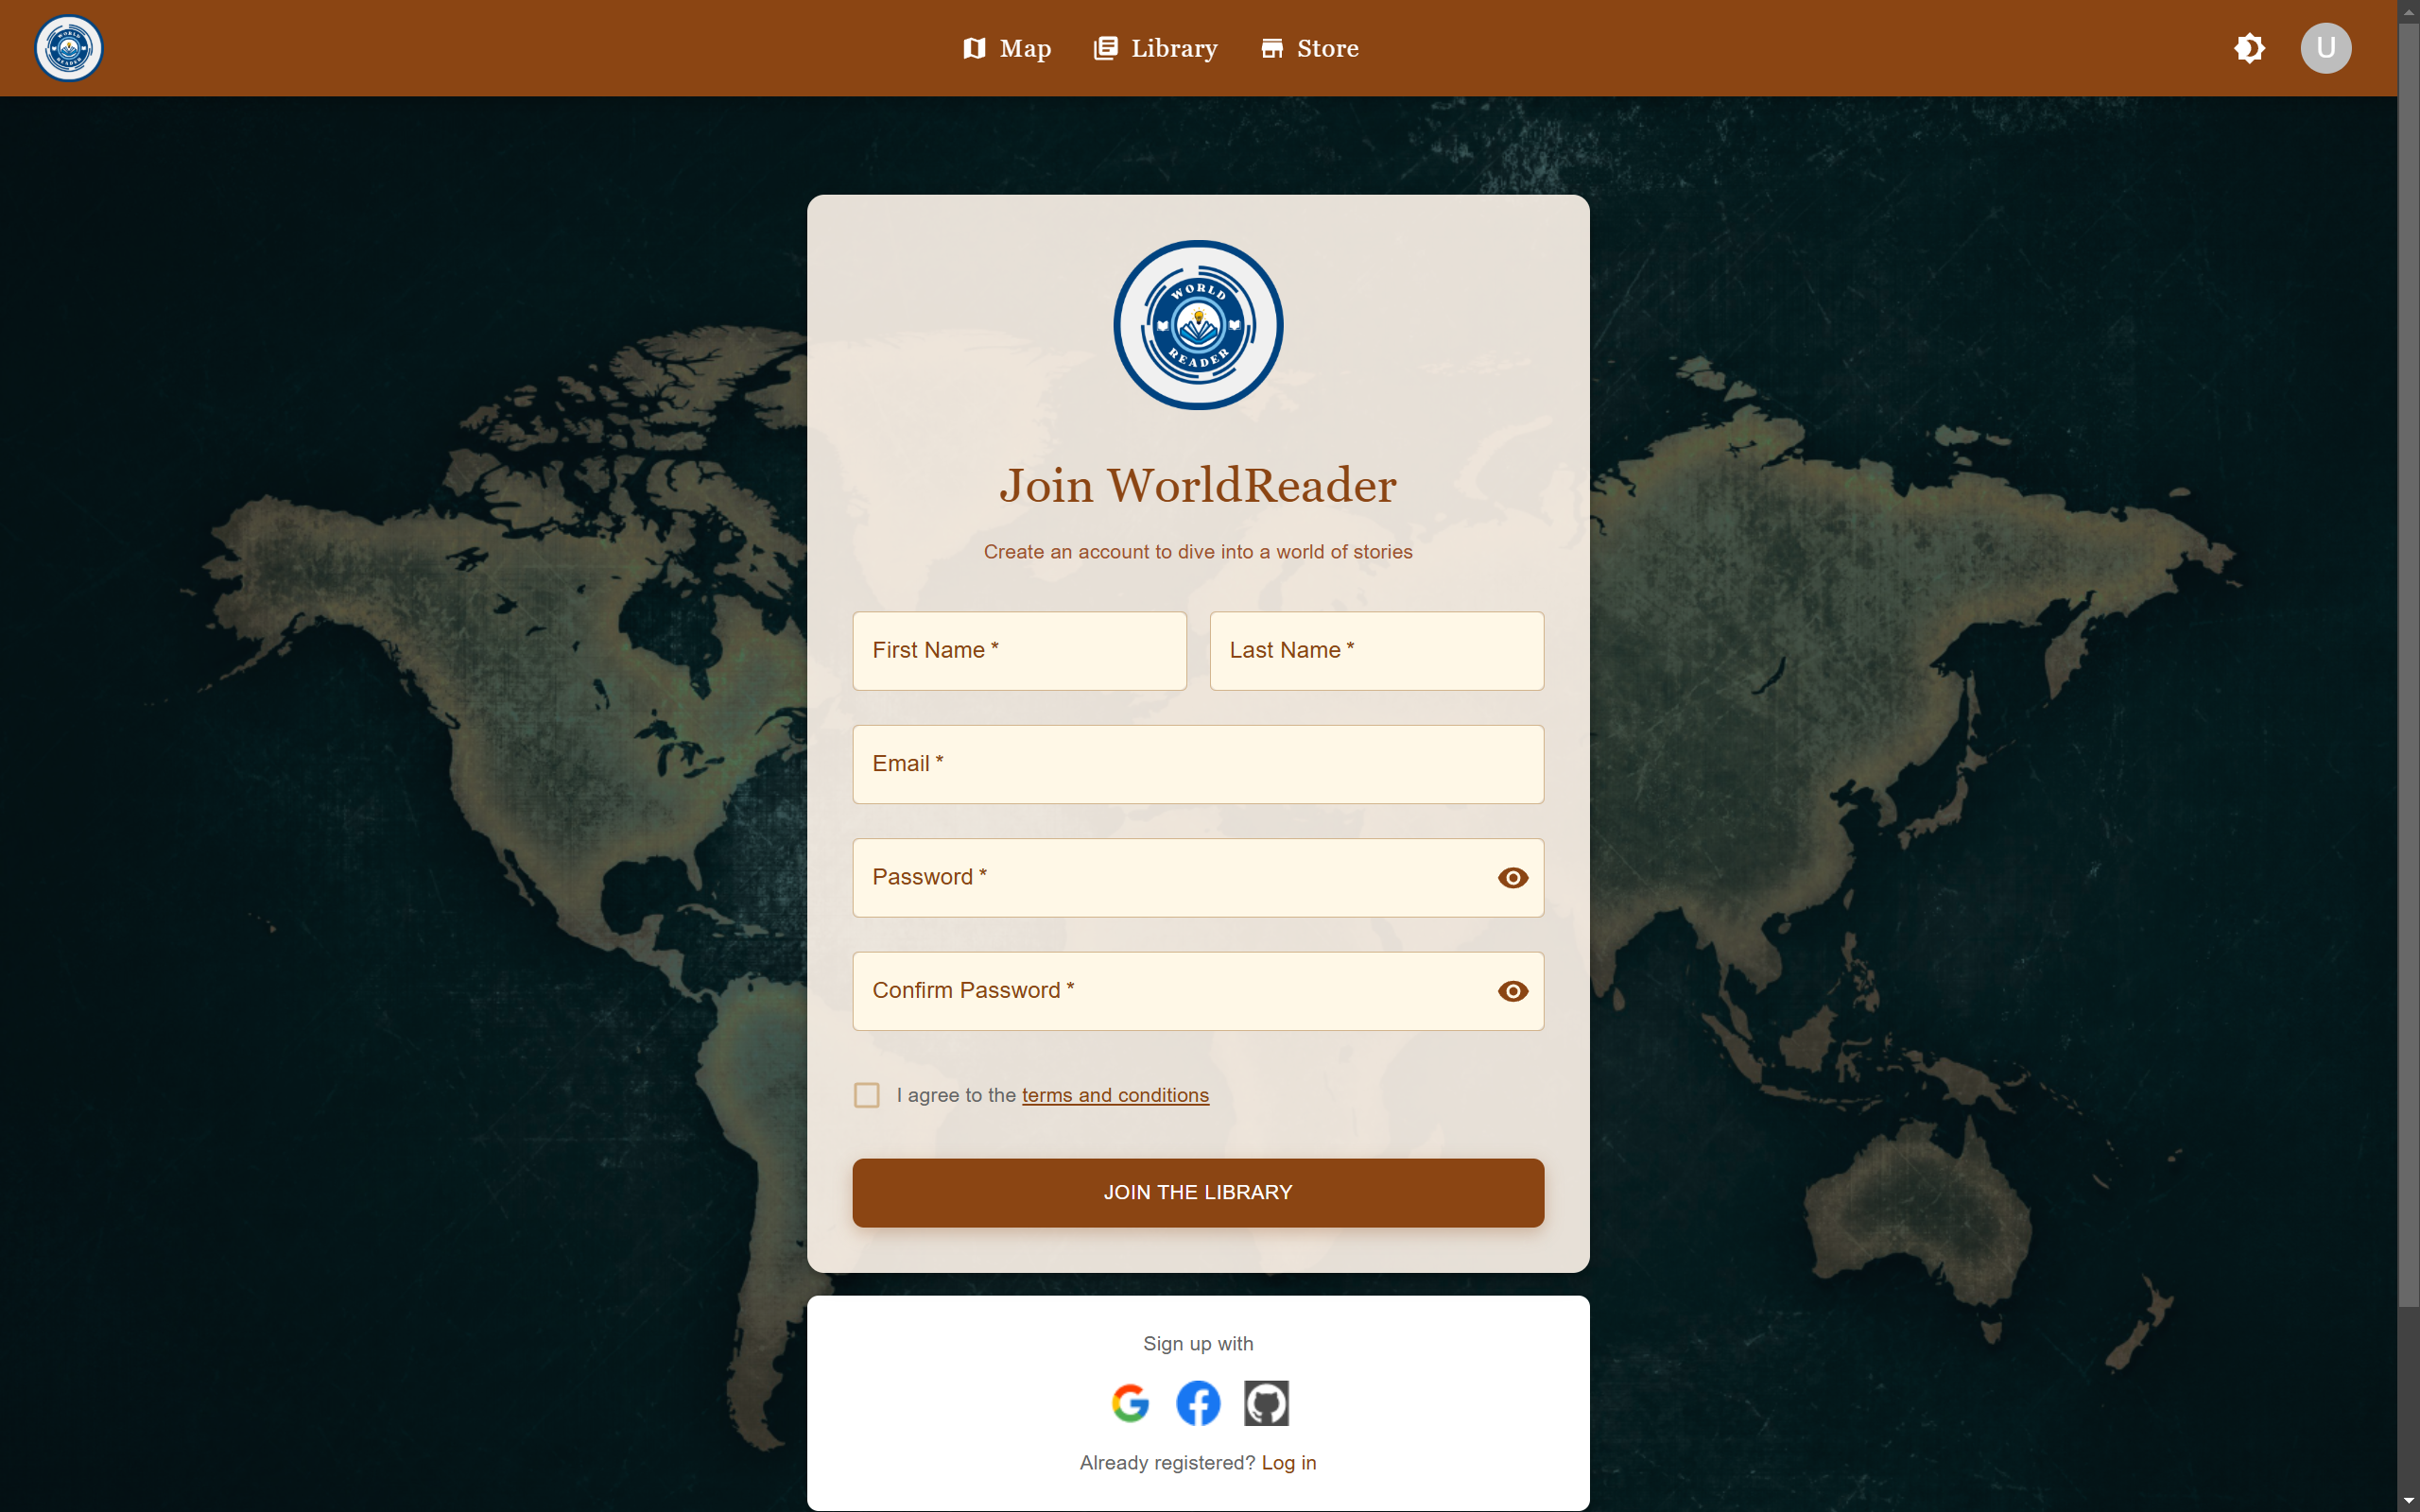 WORLD READER
Map Library Store U
WORLD
READER
Join WorldReader
Create an account to dive into a world of stories
First Name * Last Name *
Email *
Password *
Confirm Password *
I agree to the terms and conditions
JOIN THE LIBRARY
Sign up with
Already registered? Log in